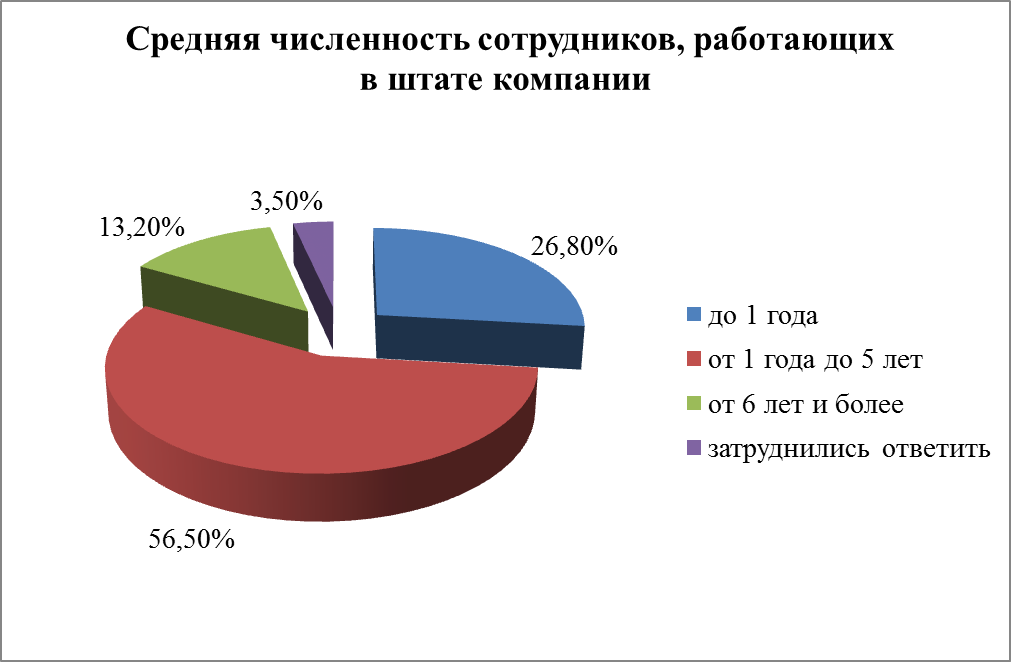 Средняя численность сотрудников, работающих
в штате компании
3,50%
13,20%
26,80%
56,50%
до 1 года
от 1 года до 5 лет
от 6 лет и более
затруднились ответить